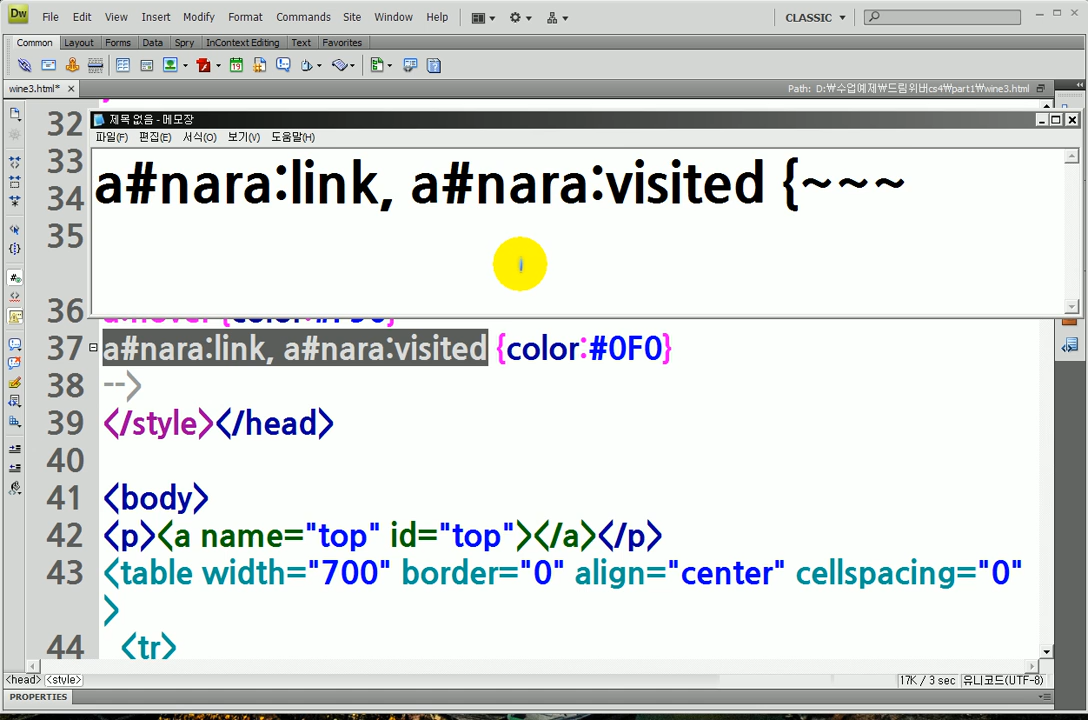 Dw File Edit View Insert Modify Format Commands Site Window Help CLASSIC
Common Layout Forms Data Spry InContext Editing Text Favorites
wine3.html* Path: D:₩수업예제₩드림위버cs4₩part1₩wine3.html
32
제목 없음 - 메모장
파일(F) 편집(E) 서식(O) 보기(V) 도움말(H)
33
a#nara:link, a#nara:visited {~~~
34
35
36
37 a#nara:link, a#nara:visited {color:#0F0}
38 -->
39 </style></head>
40
41 <body>
42 <p><a name="top" id="top"></a></p>
43 <table width="700" border="0" align="center" cellspacing="0"
>
44 <tr>
<head> <style> 17K / 3 sec 유니코드(UTF-8)
PROPERTIES